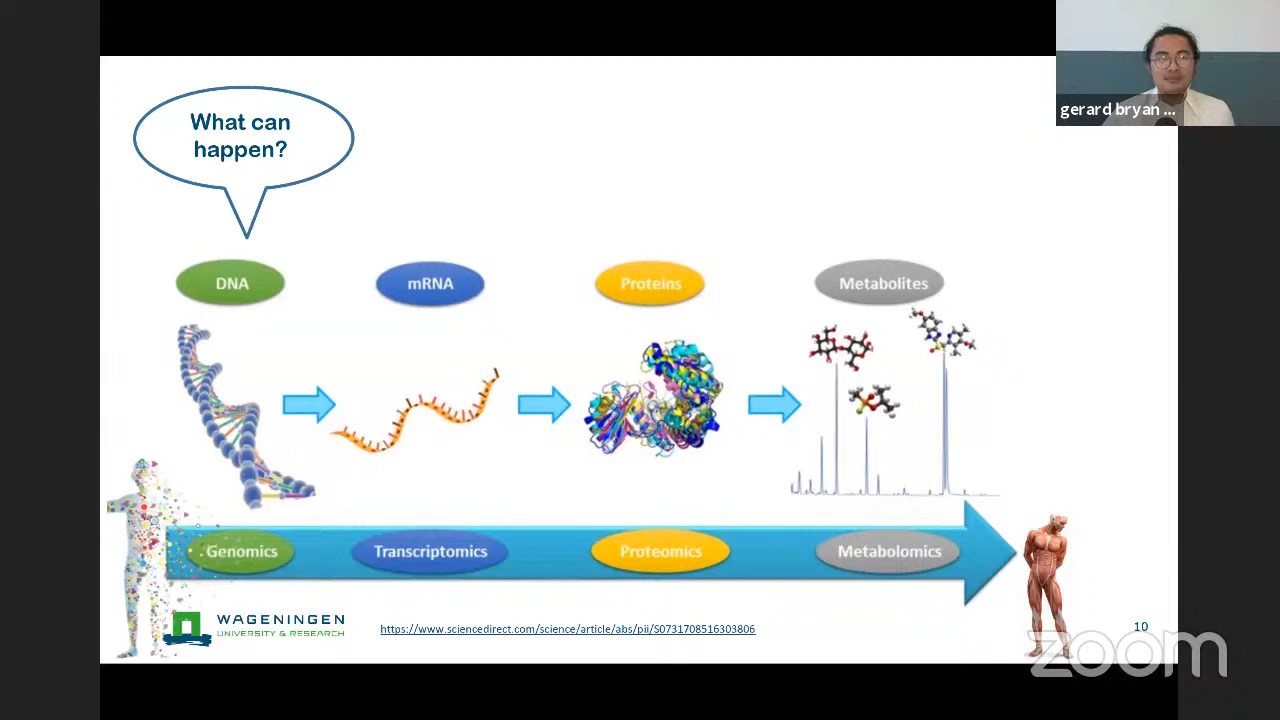 gerard bryan ...
What can
happen?
DNA
mRNA
Proteins
Metabolites
Genomics
Transcriptomics
Proteomics
Metabolomics
WAGENINGEN
UNIVERSITY & RESEARCH
https://www.sciencedirect.com/science/article/abs/pii/S0731708516303806
10
zoom